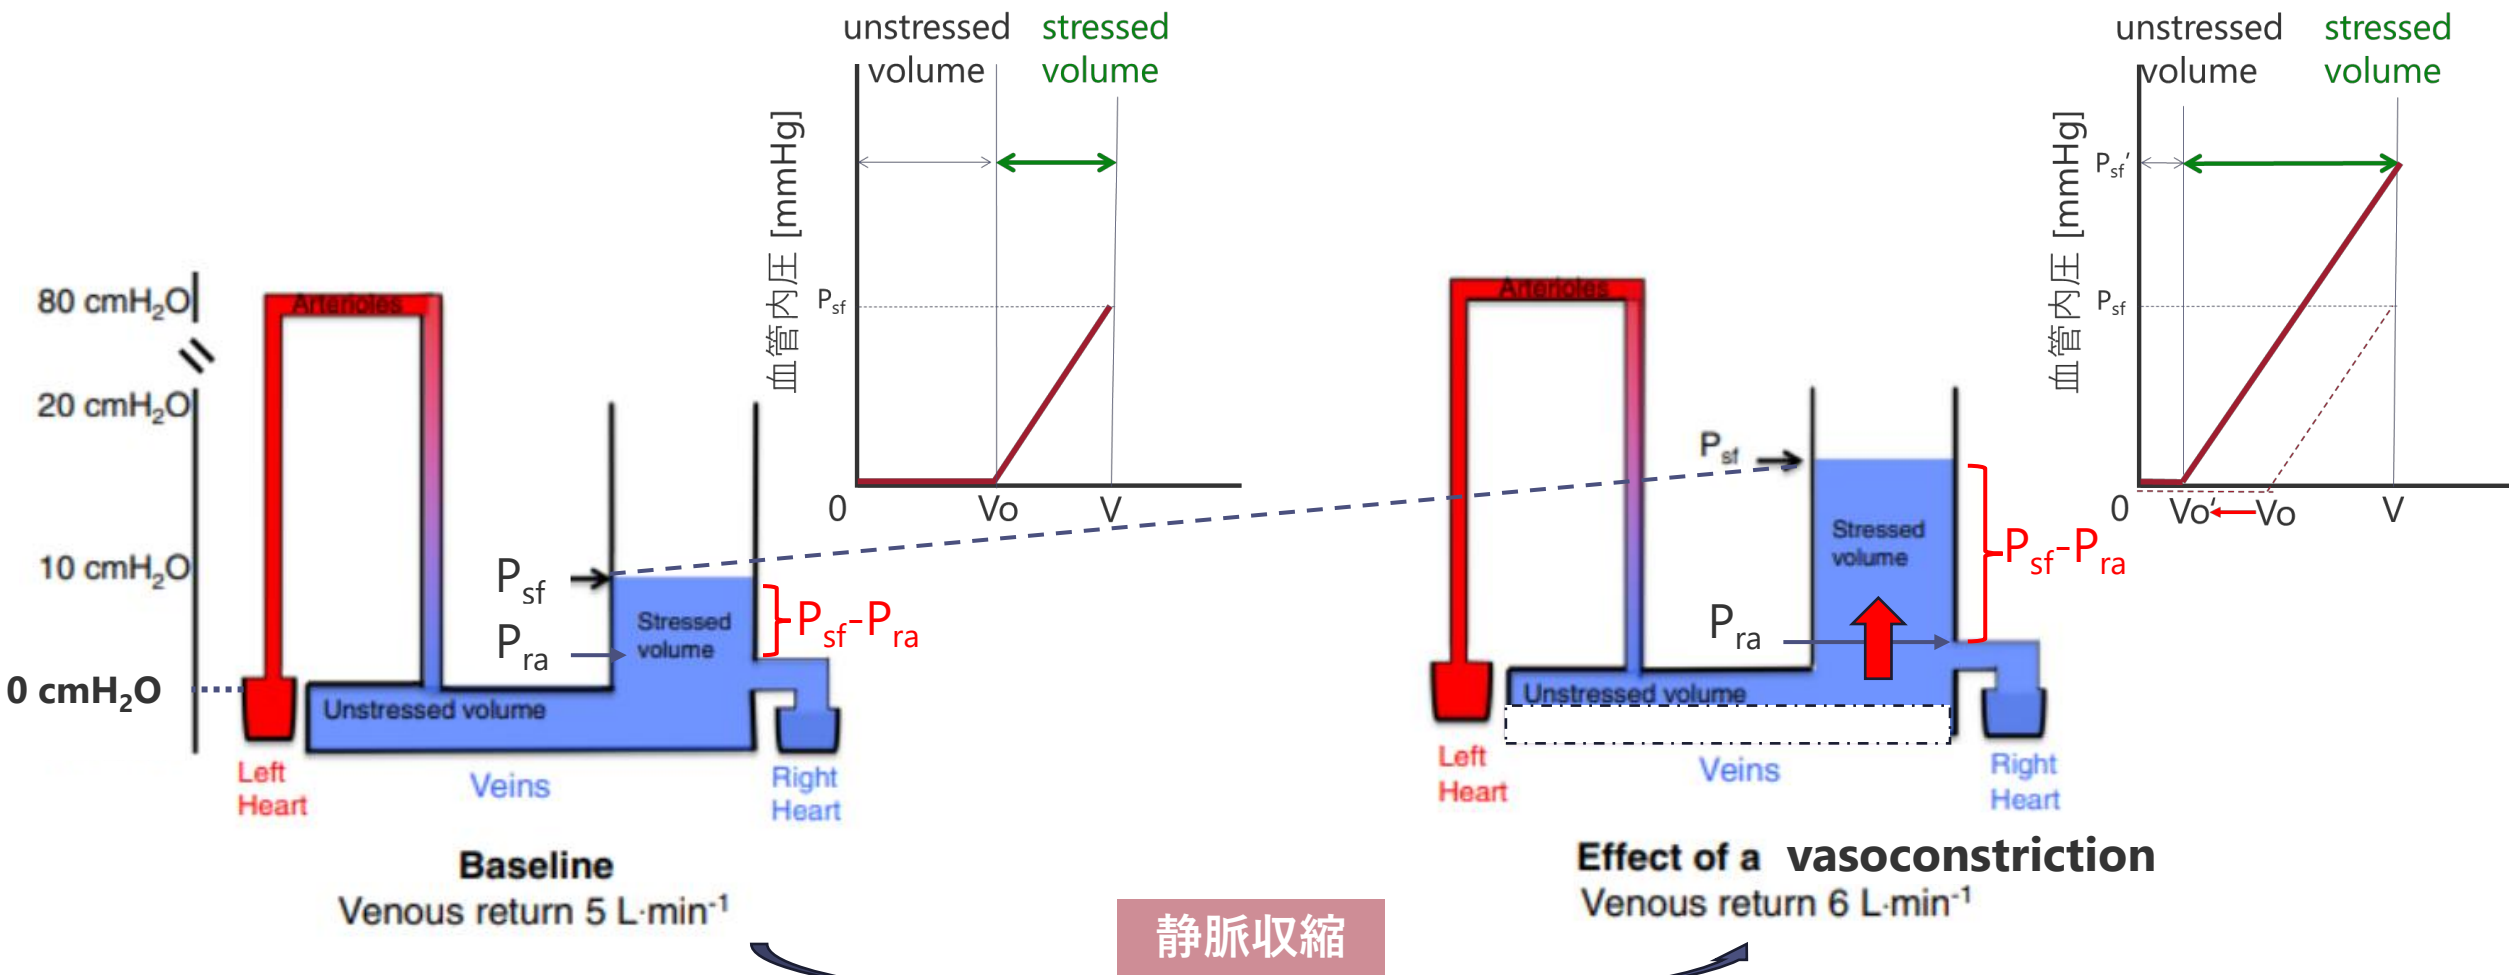 unstressed
volume
stressed
volume
血管内圧 [mmHg]
Psf
0
Vo
V
80 cmH₂O
20 cmH₂O
10 cmH₂O
0 cmH₂O
Arterioles
Psf
Pra
Stressed
volume
Psf-Pra
Unstressed volume
Left
Heart
Veins
Right
Heart
Baseline
Venous return 5 L·min⁻¹
unstressed
volume
stressed
volume
血管内圧 [mmHg]
Psf′
Psf
0
Vo′
Vo
V
Arterioles
Psf
Pra
Stressed
volume
Psf-Pra
Unstressed volume
Left
Heart
Veins
Right
Heart
Effect of a vasoconstriction
Venous return 6 L·min⁻¹
静脈収縮